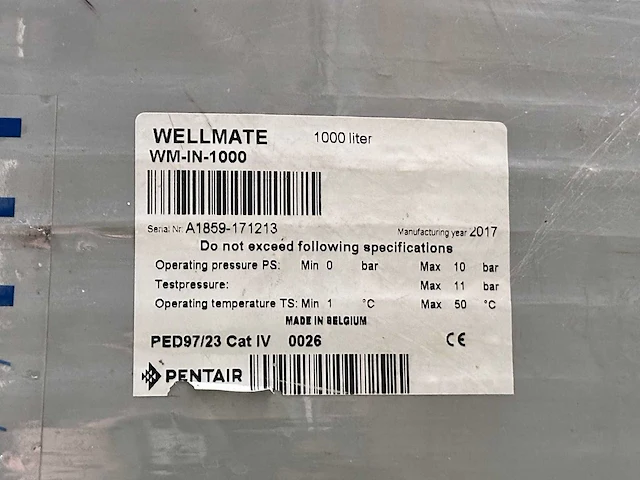 WELLMATE 1000 liter
WM-IN-1000
Serial Nr. A1859-171213 Manufacturing year 2017
Do not exceed following specifications
Operating pressure PS: Min 0 bar Max 10 bar
Testpressure: Max 11 bar
Operating temperature TS: Min 1 °C Max 50 °C
MADE IN BELGIUM
PED97/23 Cat IV 0026 CE
PENTAIR